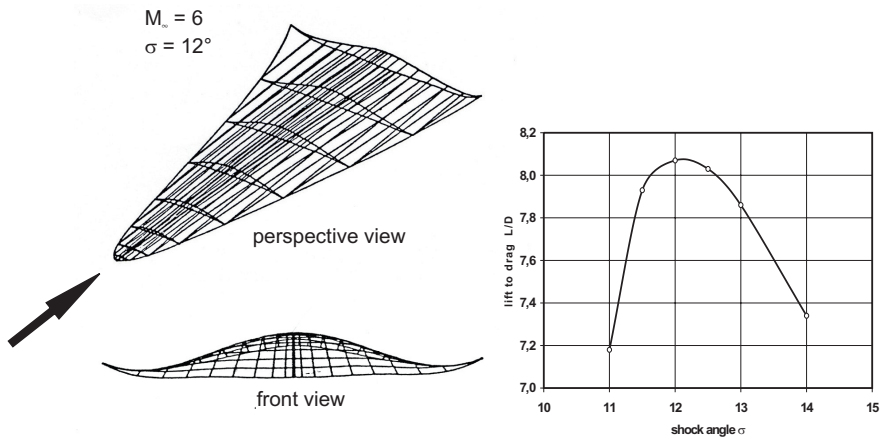 M∞ = 6
σ = 12°
perspective view
front view
lift to drag L/D
8,2
8,0
7,8
7,6
7,4
7,2
7,0
10 11 12 13 14 15
shock angle σ